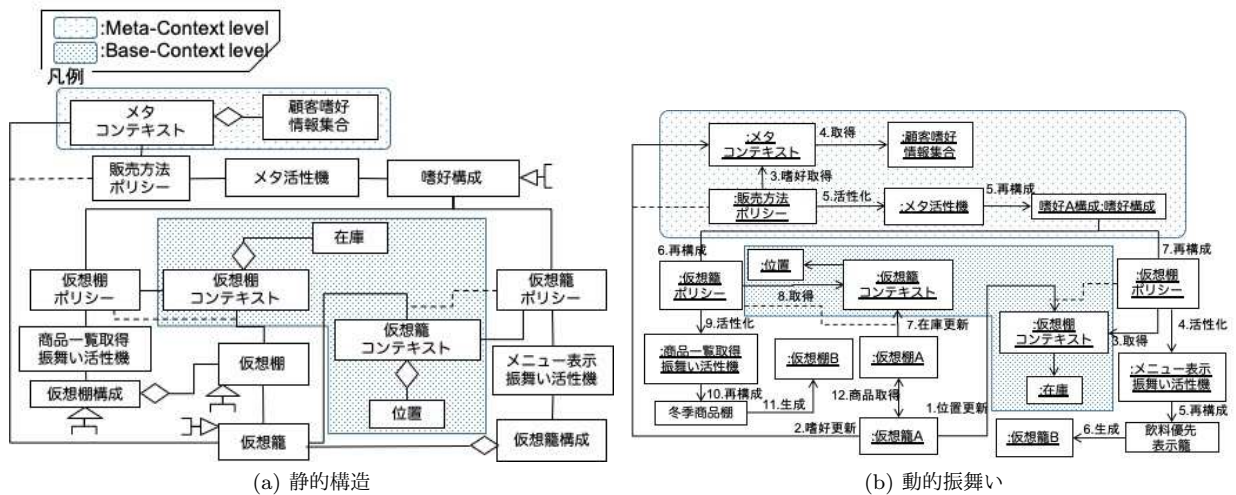 :Meta-Context level
:Base-Context level
凡例
メタ
コンテキスト
顧客嗜好
情報集合
販売方法
ポリシー
メタ活性機
嗜好構成
在庫
仮想棚
ポリシー
仮想棚
コンテキスト
仮想籠
ポリシー
商品一覧取得
振舞い活性機
仮想棚
仮想籠
コンテキスト
メニュー表示
振舞い活性機
仮想棚構成
位置
仮想籠
仮想籠構成
(a) 静的構造
:メタ
コンテキスト
4.取得
:顧客嗜好
情報集合
3.嗜好取得
:販売方法
ポリシー
5.活性化
:メタ活性機
5.再構成
嗜好A構成:嗜好構成
6.再構成
7.再構成
:仮想籠
ポリシー
:位置
:仮想籠
コンテキスト
:仮想棚
ポリシー
8.取得
9.活性化
7.在庫更新
:仮想棚
コンテキスト
3.取得
4.活性化
:商品一覧取得
振舞い活性機
:仮想棚B
:仮想棚A
:メニュー表示
振舞い活性機
:在庫
10.再構成
11.生成
12.商品取得
1.位置更新
5.再構成
冬季商品棚
2.嗜好更新
:仮想籠A
:仮想籠B
6.生成
飲料優先
表示籠
(b) 動的振舞い